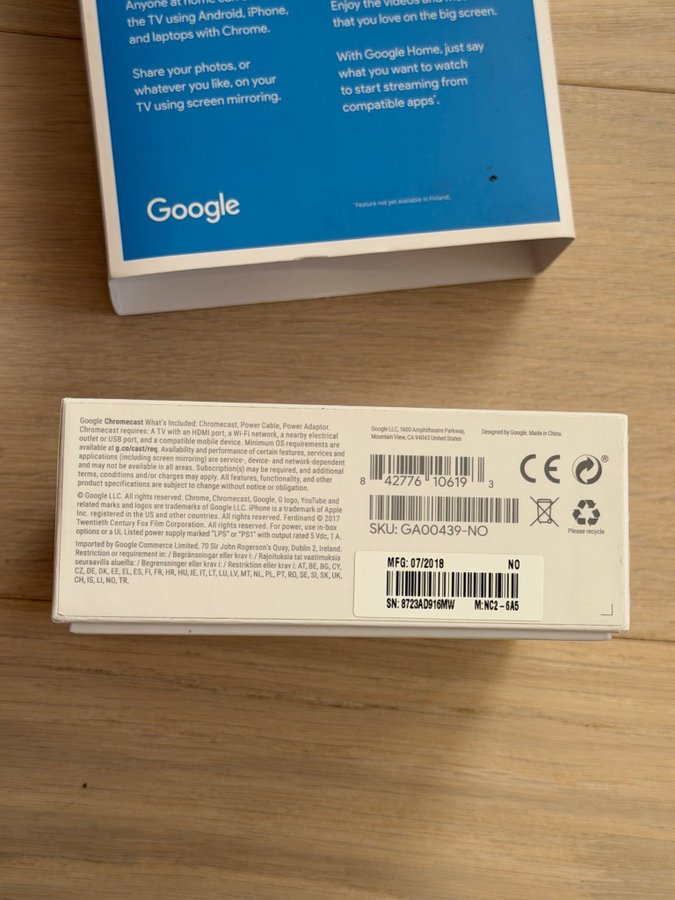 Anyone at home can
the TV using Android, iPhone,
and laptops with Chrome.
Share your photos, or
whatever you like, on your
TV using screen mirroring.
Enjoy the videos and
that you love on the big screen.
With Google Home, just say
what you want to watch
to start streaming from
compatible apps*.
Google
*Feature not yet available in Finland.
Google Chromecast What's Included: Chromecast, Power Cable, Power Adaptor.
Chromecast requires: A TV with an HDMI port, a Wi-Fi network, a nearby electrical
outlet or USB port, and a compatible mobile device. Minimum OS requirements are
available at g.co/cast/req. Availability and performance of certain features, services and
applications (including screen mirroring) are service-, device- and network-dependent
and may not be available in all areas. Subscription(s) may be required, and additional
terms, conditions and/or charges may apply. All features, functionality, and other
product specifications are subject to change without notice or obligation.
© Google LLC. All rights reserved. Chrome, Chromecast, Google, G logo, YouTube and
related marks and logos are trademarks of Google LLC. iPhone is a trademark of Apple
Inc. registered in the US and other countries. All rights reserved. Ferdinand © 2017
Twentieth Century Fox Film Corporation. All rights reserved. For power, use in-box
options or a UL Listed power supply marked "LPS" or "PS1" with output rated 5 Vdc, 1 A.
Imported by Google Commerce Limited, 70 Sir John Rogerson's Quay, Dublin 2, Ireland.
Restriction or requirement in: / Begränsningar eller krav i: / Rajoituksia tai vaatimuksia
seuraavilla alueilla: / Begrensninger eller krav i: / Restriktion eller krav i: AT, BE, BG, CY,
CZ, DE, DK, EE, EL, ES, FI, FR, HR, HU, IE, IT, LT, LU, LV, MT, NL, PL, PT, RO, SE, SI, SK, UK,
CH, IS, LI, NO, TR.
Google LLC, 1600 Amphitheatre Parkway,
Mountain View, CA 94043 United States
Designed by Google. Made in China.
8 42776 10619 3
CE
®
SKU: GA00439-NO
Please recycle
MFG: 07/2018 NO
SN: 8723AD916MW M:NC2-6A5